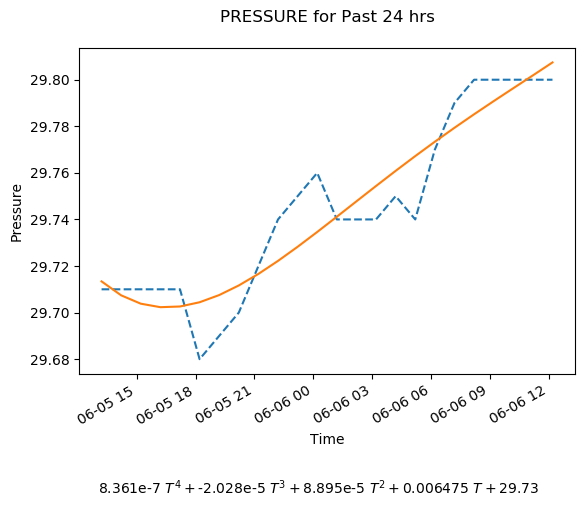 PRESSURE for Past 24 hrs
Pressure
29.80
29.78
29.76
29.74
29.72
29.70
29.68
06-05 15 06-05 18 06-05 21 06-06 00 06-06 03 06-06 06 06-06 09 06-06 12
Time
8.361e-7 T⁴ + -2.028e-5 T³ + 8.895e-5 T² + 0.006475 T + 29.73